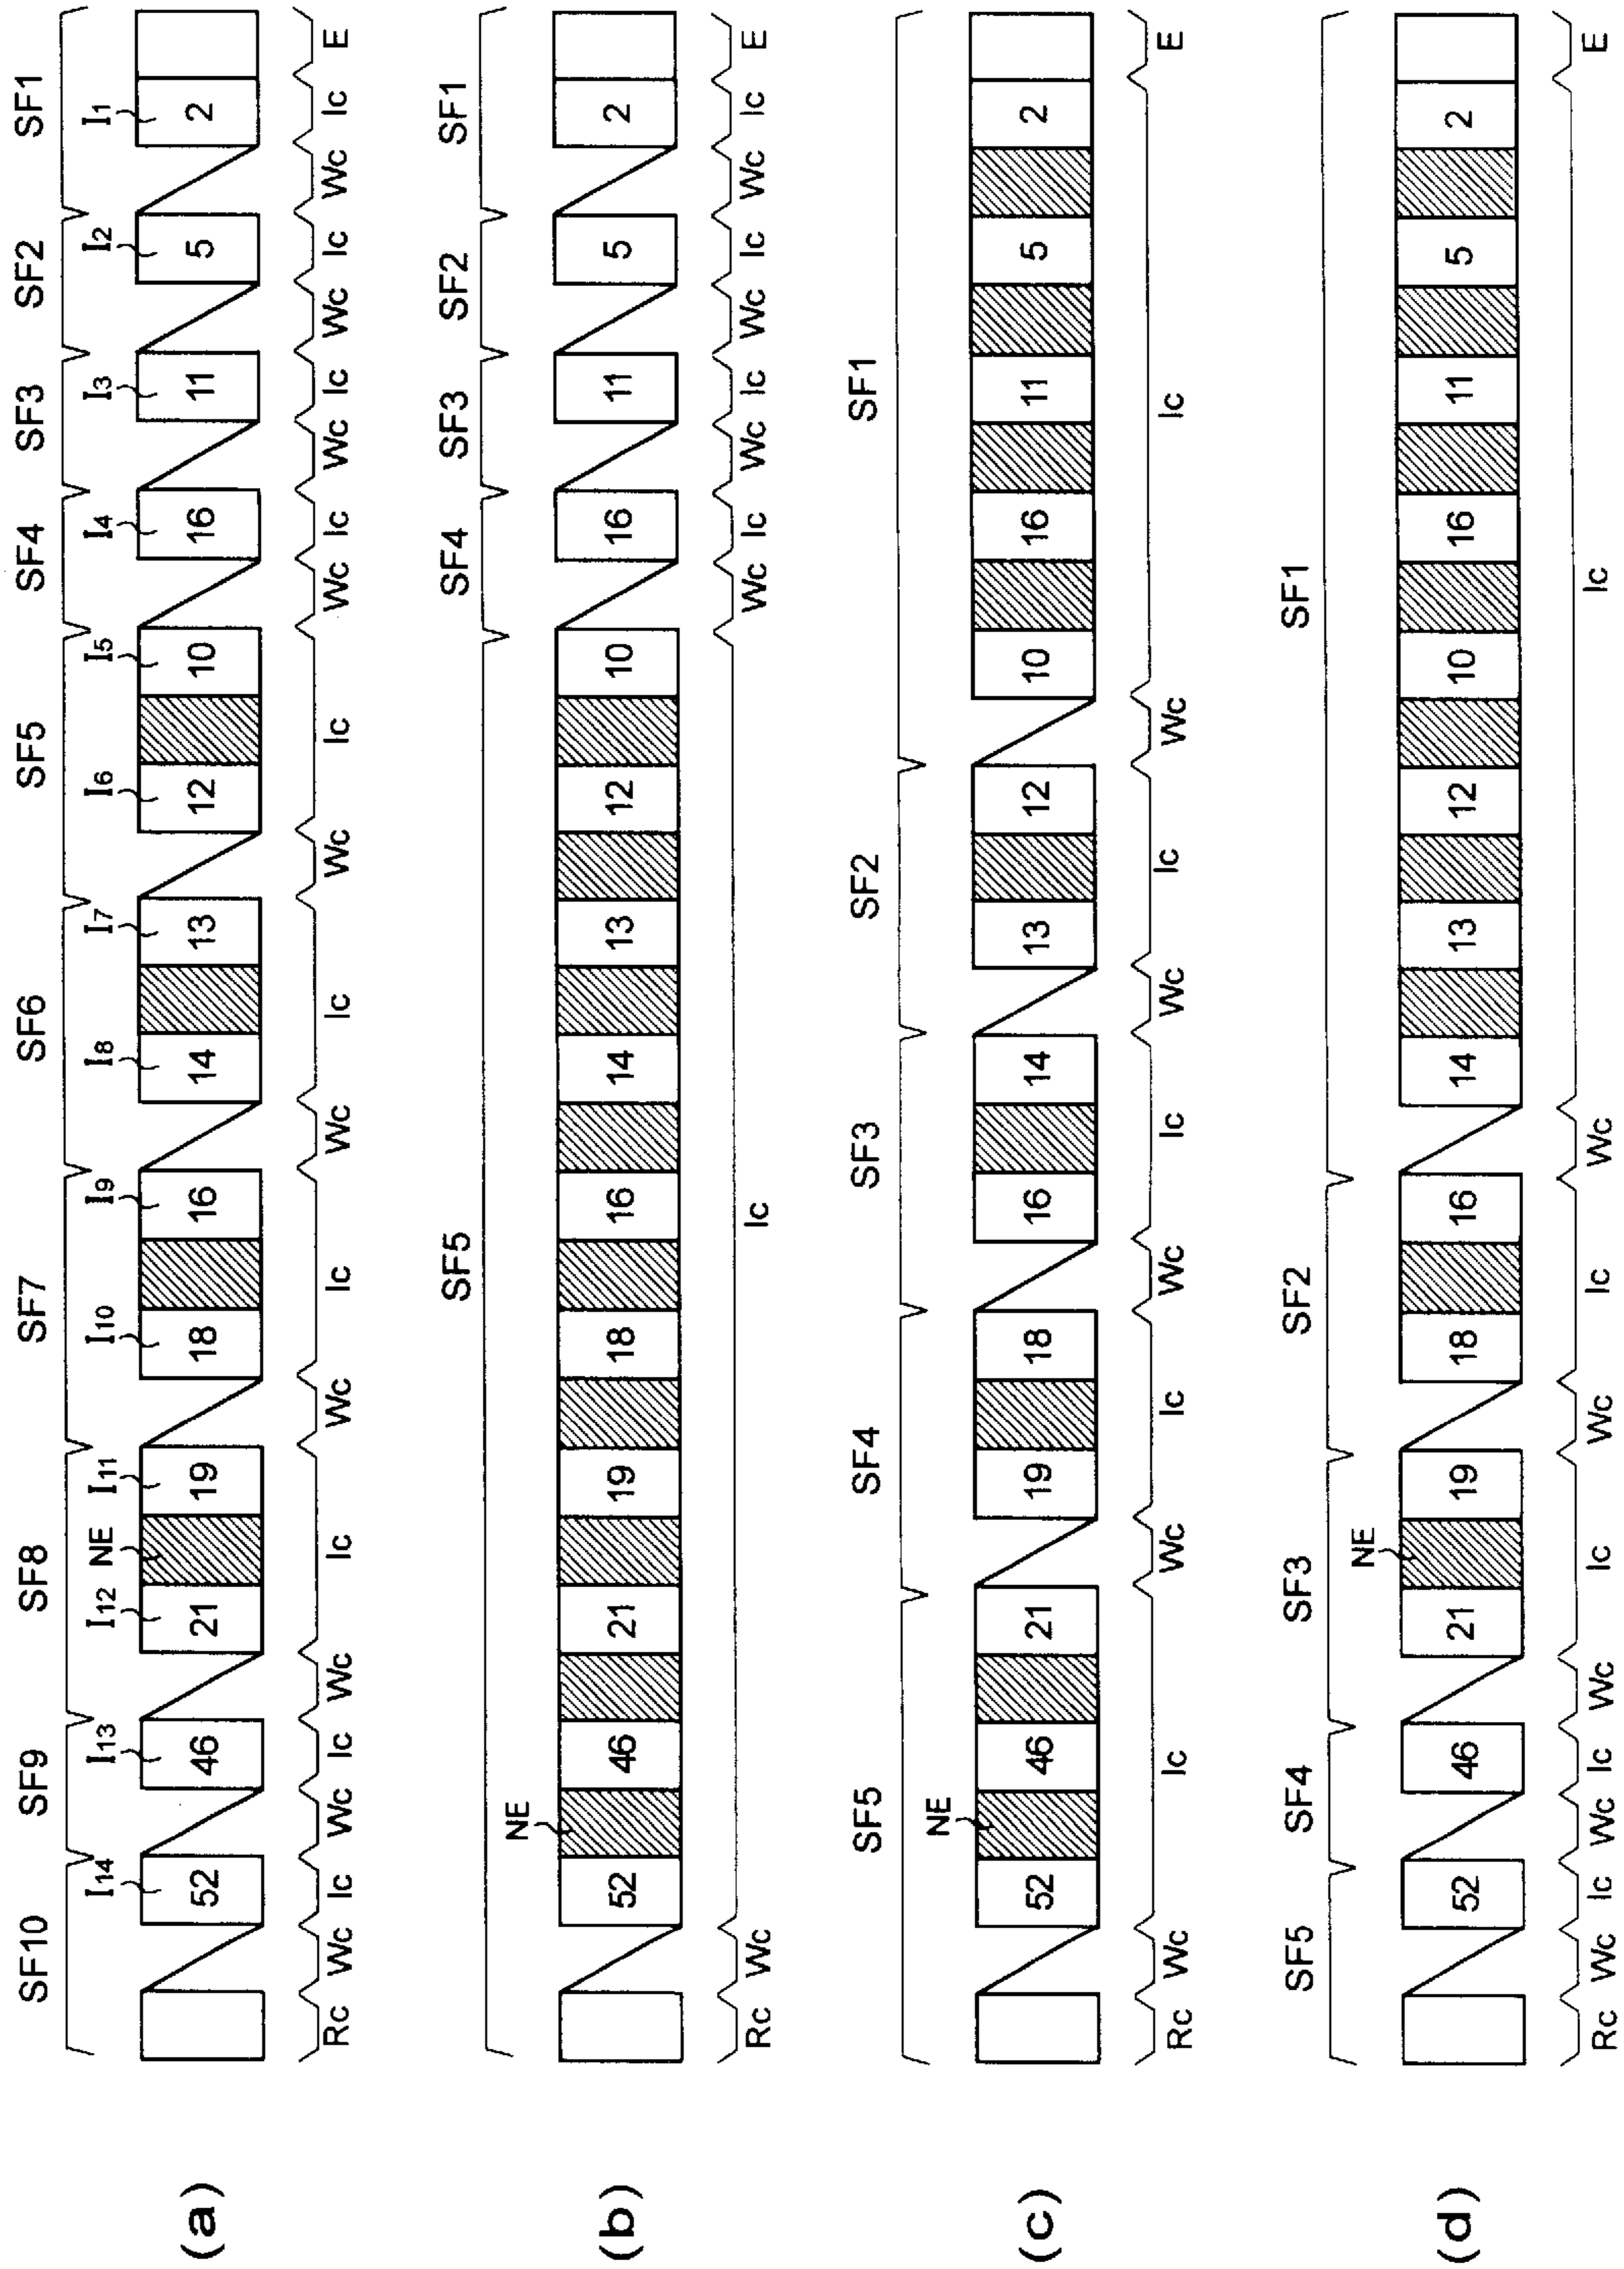 SF10 SF9 SF8 SF7 SF6 SF5 SF4 SF3 SF2 SF1
I14 I13 I12 NE I11 I10 I9 I8 I7 I6 I5 I4 I3 I2 I1
(a) 52 46 21 19 18 16 14 13 12 10 16 11 5 2
Rc Wc Ic Wc Ic Wc Ic Wc Ic Wc Ic Wc Ic Wc Ic Wc Ic Wc Ic Wc Ic E
SF5 SF4 SF3 SF2 SF1
NE
(b) 52 46 21 19 18 16 14 13 12 10 16 11 5 2
Rc Wc Ic Wc Ic Wc Ic Wc Ic Wc Ic E
SF5 SF4 SF3 SF2 SF1
NE
(c) 52 46 21 19 18 16 14 13 12 10 16 11 5 2
Rc Wc Ic Wc Ic Wc Ic Wc Ic Wc Ic E
SF5 SF4 SF3 SF2 SF1
NE
(d) 52 46 21 19 18 16 14 13 12 10 16 11 5 2
Rc Wc Ic Wc Ic Wc Ic Wc Ic Wc Ic E